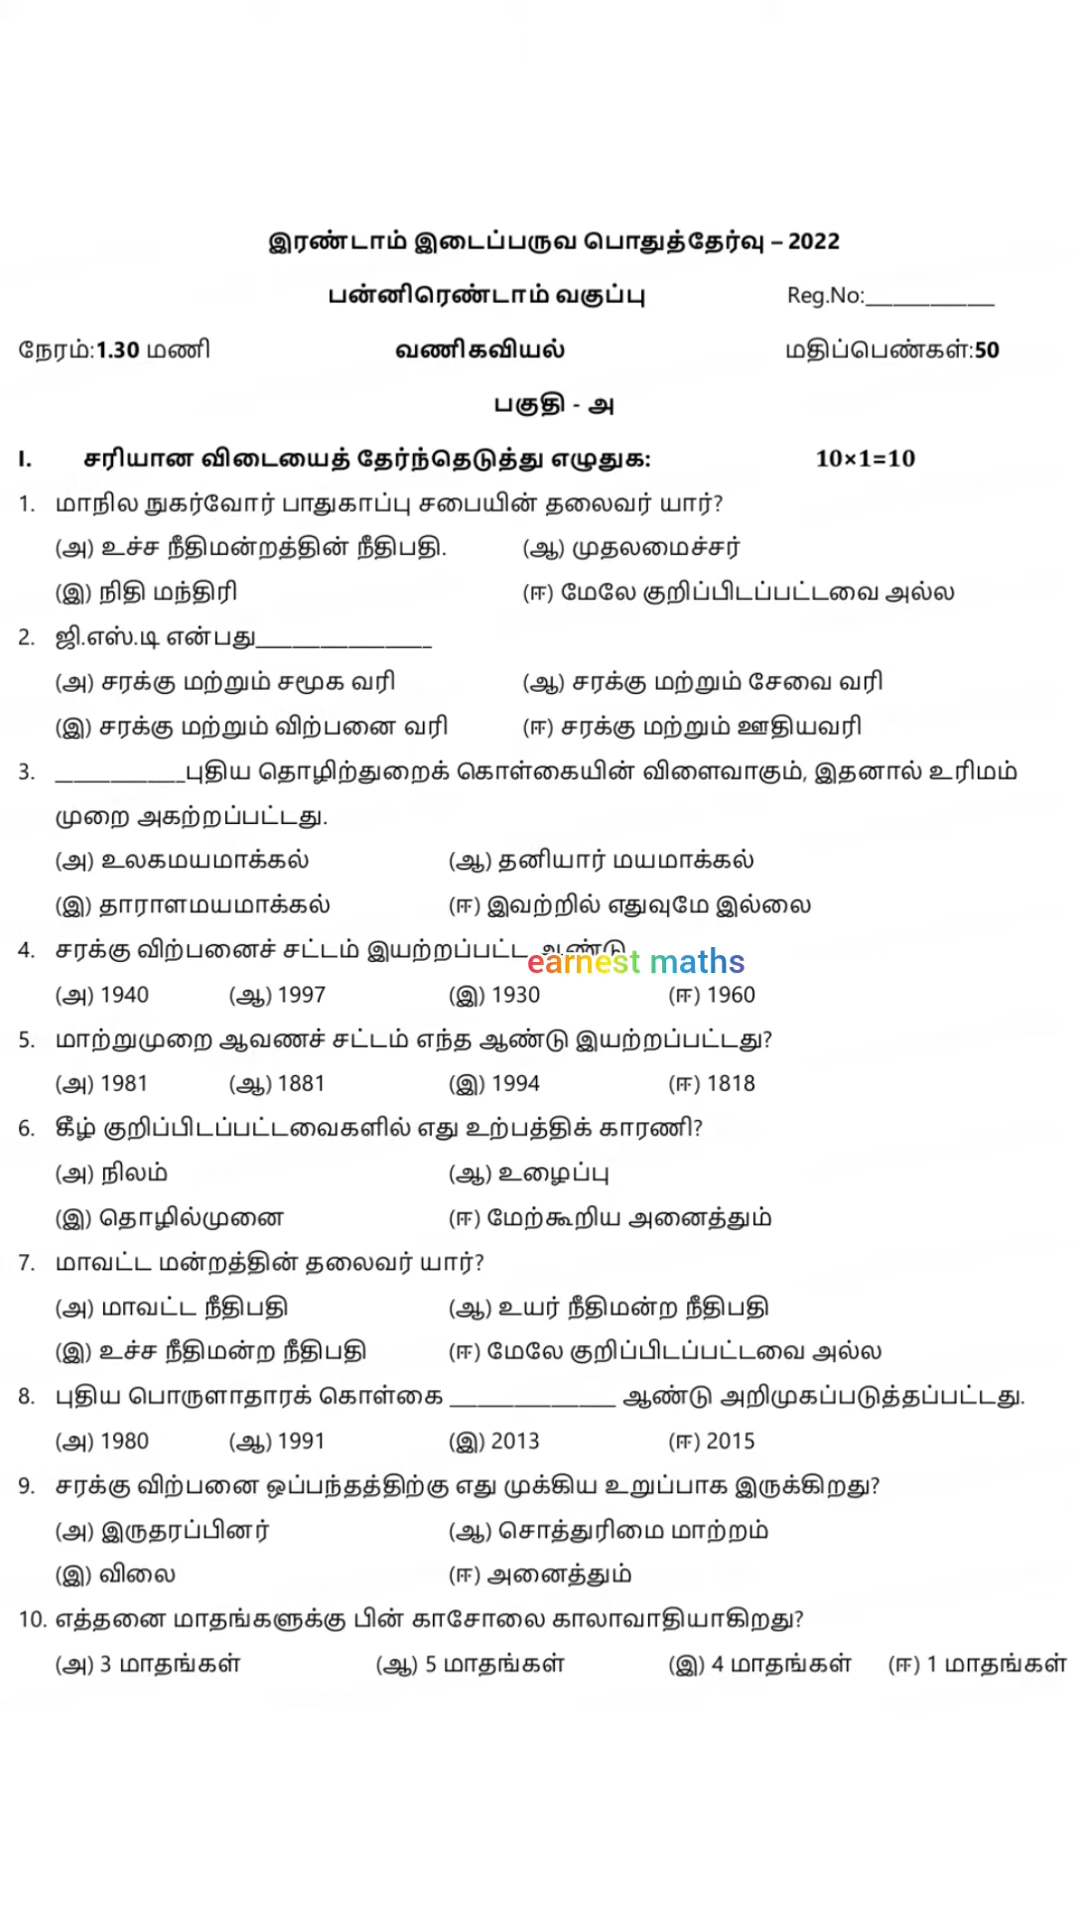 இரண்டாம் இடைப்பருவ பொதுத்தேர்வு – 2022
பன்னிரெண்டாம் வகுப்பு Reg.No:___________
நேரம்:1.30 மணி வணிகவியல் மதிப்பெண்கள்:50
பகுதி - அ
I. சரியான விடையைத் தேர்ந்தெடுத்து எழுதுக: 10×1=10
1. மாநில நுகர்வோர் பாதுகாப்பு சபையின் தலைவர் யார்?
(அ) உச்ச நீதிமன்றத்தின் நீதிபதி. (ஆ) முதலமைச்சர்
(இ) நிதி மந்திரி (ஈ) மேலே குறிப்பிடப்பட்டவை அல்ல
2. ஜி.எஸ்.டி என்பது_______________
(அ) சரக்கு மற்றும் சமூக வரி (ஆ) சரக்கு மற்றும் சேவை வரி
(இ) சரக்கு மற்றும் விற்பனை வரி (ஈ) சரக்கு மற்றும் ஊதியவரி
3. ___________புதிய தொழிற்துறைக் கொள்கையின் விளைவாகும், இதனால் உரிமம்
முறை அகற்றப்பட்டது.
(அ) உலகமயமாக்கல் (ஆ) தனியார் மயமாக்கல்
(இ) தாராளமயமாக்கல் (ஈ) இவற்றில் எதுவுமே இல்லை
4. சரக்கு விற்பனைச் சட்டம் இயற்றப்பட்ட ஆண்டு
earnest maths
(அ) 1940 (ஆ) 1997 (இ) 1930 (ஈ) 1960
5. மாற்றுமுறை ஆவணச் சட்டம் எந்த ஆண்டு இயற்றப்பட்டது?
(அ) 1981 (ஆ) 1881 (இ) 1994 (ஈ) 1818
6. கீழ் குறிப்பிடப்பட்டவைகளில் எது உற்பத்திக் காரணி?
(அ) நிலம் (ஆ) உழைப்பு
(இ) தொழில்முனை (ஈ) மேற்கூறிய அனைத்தும்
7. மாவட்ட மன்றத்தின் தலைவர் யார்?
(அ) மாவட்ட நீதிபதி (ஆ) உயர் நீதிமன்ற நீதிபதி
(இ) உச்ச நீதிமன்ற நீதிபதி (ஈ) மேலே குறிப்பிடப்பட்டவை அல்ல
8. புதிய பொருளாதாரக் கொள்கை ______________ ஆண்டு அறிமுகப்படுத்தப்பட்டது.
(அ) 1980 (ஆ) 1991 (இ) 2013 (ஈ) 2015
9. சரக்கு விற்பனை ஒப்பந்தத்திற்கு எது முக்கிய உறுப்பாக இருக்கிறது?
(அ) இருதரப்பினர் (ஆ) சொத்துரிமை மாற்றம்
(இ) விலை (ஈ) அனைத்தும்
10. எத்தனை மாதங்களுக்கு பின் காசோலை காலாவாதியாகிறது?
(அ) 3 மாதங்கள் (ஆ) 5 மாதங்கள் (இ) 4 மாதங்கள் (ஈ) 1 மாதங்கள்